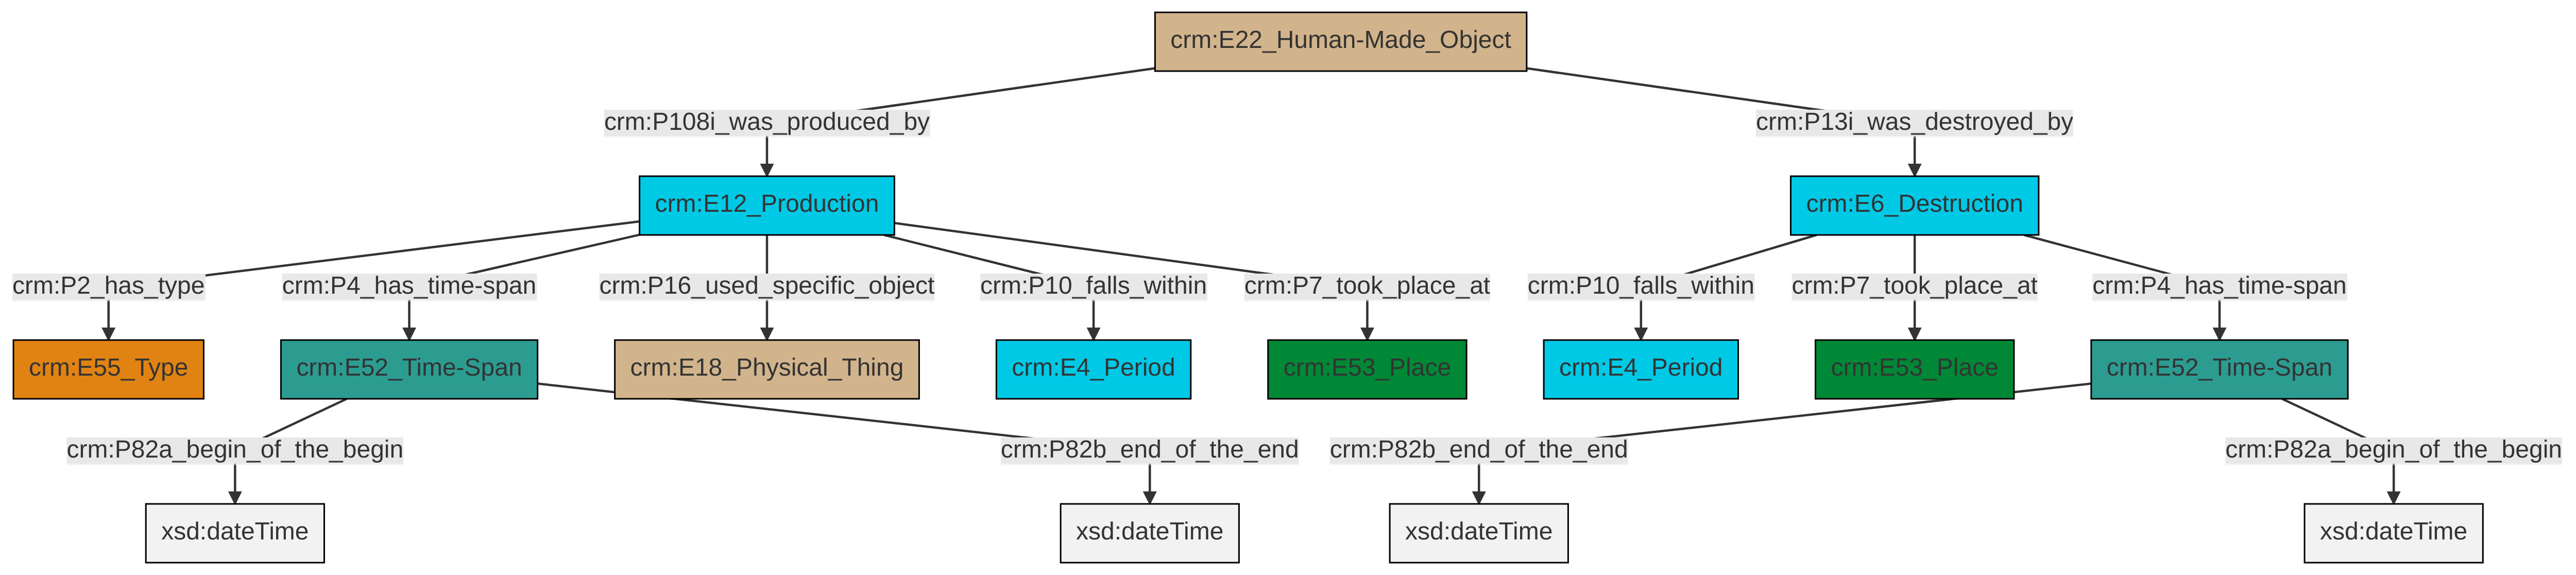 crm:E22_Human-Made_Object
crm:P108i_was_produced_by
crm:P13i_was_destroyed_by
crm:E12_Production
crm:E6_Destruction
crm:P2_has_type
crm:P4_has_time-span
crm:P16_used_specific_object
crm:P10_falls_within
crm:P7_took_place_at
crm:P10_falls_within
crm:P7_took_place_at
crm:P4_has_time-span
crm:E55_Type
crm:E52_Time-Span
crm:E18_Physical_Thing
crm:E4_Period
crm:E53_Place
crm:E4_Period
crm:E53_Place
crm:E52_Time-Span
crm:P82a_begin_of_the_begin
crm:P82b_end_of_the_end
crm:P82b_end_of_the_end
crm:P82a_begin_of_the_begin
xsd:dateTime
xsd:dateTime
xsd:dateTime
xsd:dateTime